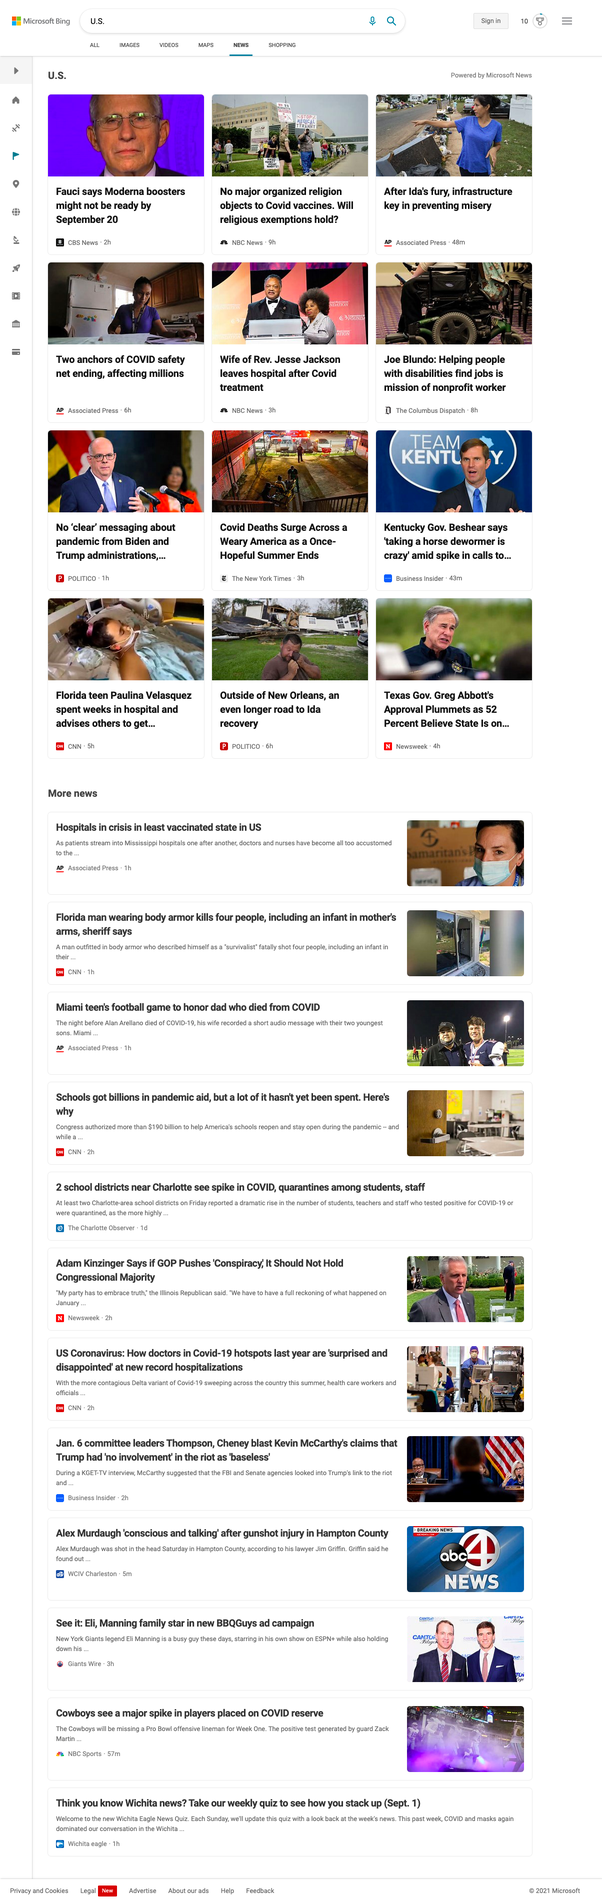 Microsoft Bing
U.S.
Sign in
10
ALL
IMAGES
VIDEOS
MAPS
NEWS
SHOPPING
U.S.
Powered by Microsoft News
Fauci says Moderna boosters
might not be ready by
September 20
CBS News · 2h
No major organized religion
objects to Covid vaccines. Will
religious exemptions hold?
NBC News · 9h
After Ida's fury, infrastructure
key in preventing misery
AP Associated Press · 48m
Two anchors of COVID safety
net ending, affecting millions
AP Associated Press · 6h
Wife of Rev. Jesse Jackson
leaves hospital after Covid
treatment
NBC News · 3h
Joe Blundo: Helping people
with disabilities find jobs is
mission of nonprofit worker
The Columbus Dispatch · 8h
TEAM
KENTUCKY
No 'clear' messaging about
pandemic from Biden and
Trump administrations,...
POLITICO · 1h
Covid Deaths Surge Across a
Weary America as a Once-
Hopeful Summer Ends
The New York Times · 3h
Kentucky Gov. Beshear says
'taking a horse dewormer is
crazy' amid spike in calls to...
Business Insider · 43m
Florida teen Paulina Velasquez
spent weeks in hospital and
advises others to get...
CNN · 5h
Outside of New Orleans, an
even longer road to Ida
recovery
POLITICO · 6h
Texas Gov. Greg Abbott's
Approval Plummets as 52
Percent Believe State Is on...
Newsweek · 4h
More news
Hospitals in crisis in least vaccinated state in US
As patients stream into Mississippi hospitals one after another, doctors and nurses have become all too accustomed
to the ...
AP Associated Press · 1h
Samaritan's
Florida man wearing body armor kills four people, including an infant in mother's
arms, sheriff says
A man outfitted in body armor who described himself as a "survivalist" fatally shot four people, including an infant in
their ...
CNN · 1h
Miami teen's football game to honor dad who died from COVID
The night before Alan Arellano died of COVID-19, his wife recorded a short audio message with their two youngest
sons. Miami ...
AP Associated Press · 1h
Schools got billions in pandemic aid, but a lot of it hasn't yet been spent. Here's
why
Congress authorized more than $190 billion to help America's schools reopen and stay open during the pandemic – and
while a ...
CNN · 2h
2 school districts near Charlotte see spike in COVID, quarantines among students, staff
At least two Charlotte-area school districts on Friday reported a dramatic rise in the number of students, teachers and staff who tested positive for COVID-19 or
were quarantined, as the more highly ...
The Charlotte Observer · 1d
Adam Kinzinger Says if GOP Pushes 'Conspiracy,' It Should Not Hold
Congressional Majority
"My party has to embrace truth," the Illinois Republican said. "We have to have a full reckoning of what happened on
January ...
Newsweek · 2h
US Coronavirus: How doctors in Covid-19 hotspots last year are 'surprised and
disappointed' at new record hospitalizations
With the more contagious Delta variant of Covid-19 sweeping across the country this summer, health care workers and
officials ...
CNN · 2h
Jan. 6 committee leaders Thompson, Cheney blast Kevin McCarthy's claims that
Trump had 'no involvement' in the riot as 'baseless'
During a KGET-TV interview, McCarthy suggested that the FBI and Senate agencies looked into Trump's link to the riot
and ...
Business Insider · 2h
Alex Murdaugh 'conscious and talking' after gunshot injury in Hampton County
Alex Murdaugh was shot in the head Saturday in Hampton County, according to his lawyer Jim Griffin. Griffin said he
found out ...
WCIV Charleston · 5m
BREAKING NEWS
abc 4
NEWS
See it: Eli, Manning family star in new BBQGuys ad campaign
New York Giants legend Eli Manning is a busy guy these days, starring in his own show on ESPN+ while also holding
down his ...
Giants Wire · 3h
Cowboys see a major spike in players placed on COVID reserve
The Cowboys will be missing a Pro Bowl offensive lineman for Week One. The positive test generated by guard Zack
Martin ...
NBC Sports · 57m
Think you know Wichita news? Take our weekly quiz to see how you stack up (Sept. 1)
Welcome to the new Wichita Eagle News Quiz. Each Sunday, we'll update this quiz with a look back at the week's news. This past week, COVID and masks again
dominated our conversation in the Wichita ...
Wichita eagle · 1h
Privacy and Cookies
Legal
New
Advertise
About our ads
Help
Feedback
© 2021 Microsoft